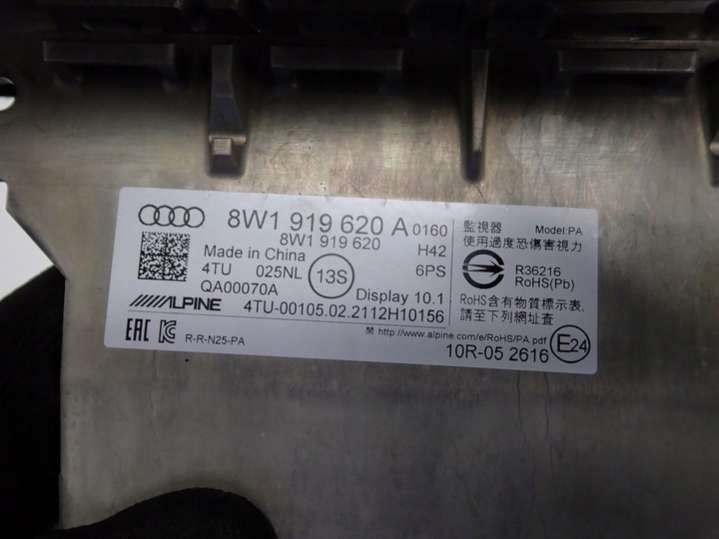 8W1 919 620 A 0160
8W1 919 620 H42
Made in China
4TU 025NL 13S 6PS
QA00070A
Display 10.1
ALPINE 4TU-00105.02.2112H10156
EAC R-R-N25-PA
監視器 Model:PA
使用過度恐傷害視力
R36216
RoHS(Pb)
RoHS含有物質標示表,
請至下列網址查
閱 http://www.alpine.com/e/RoHS/PA.pdf
10R-05 2616 E24